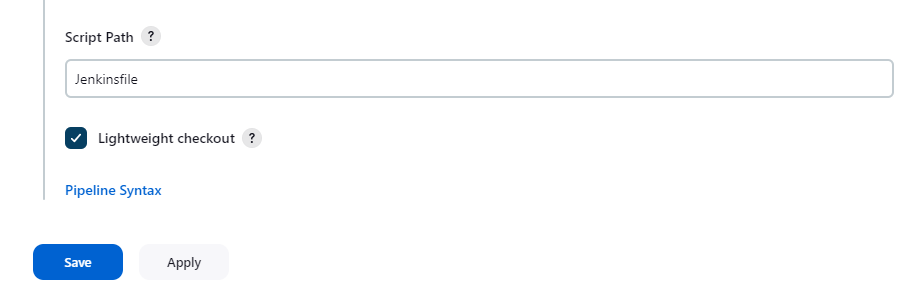 Script Path ?
Jenkinsfile
Lightweight checkout ?
Pipeline Syntax
Save Apply